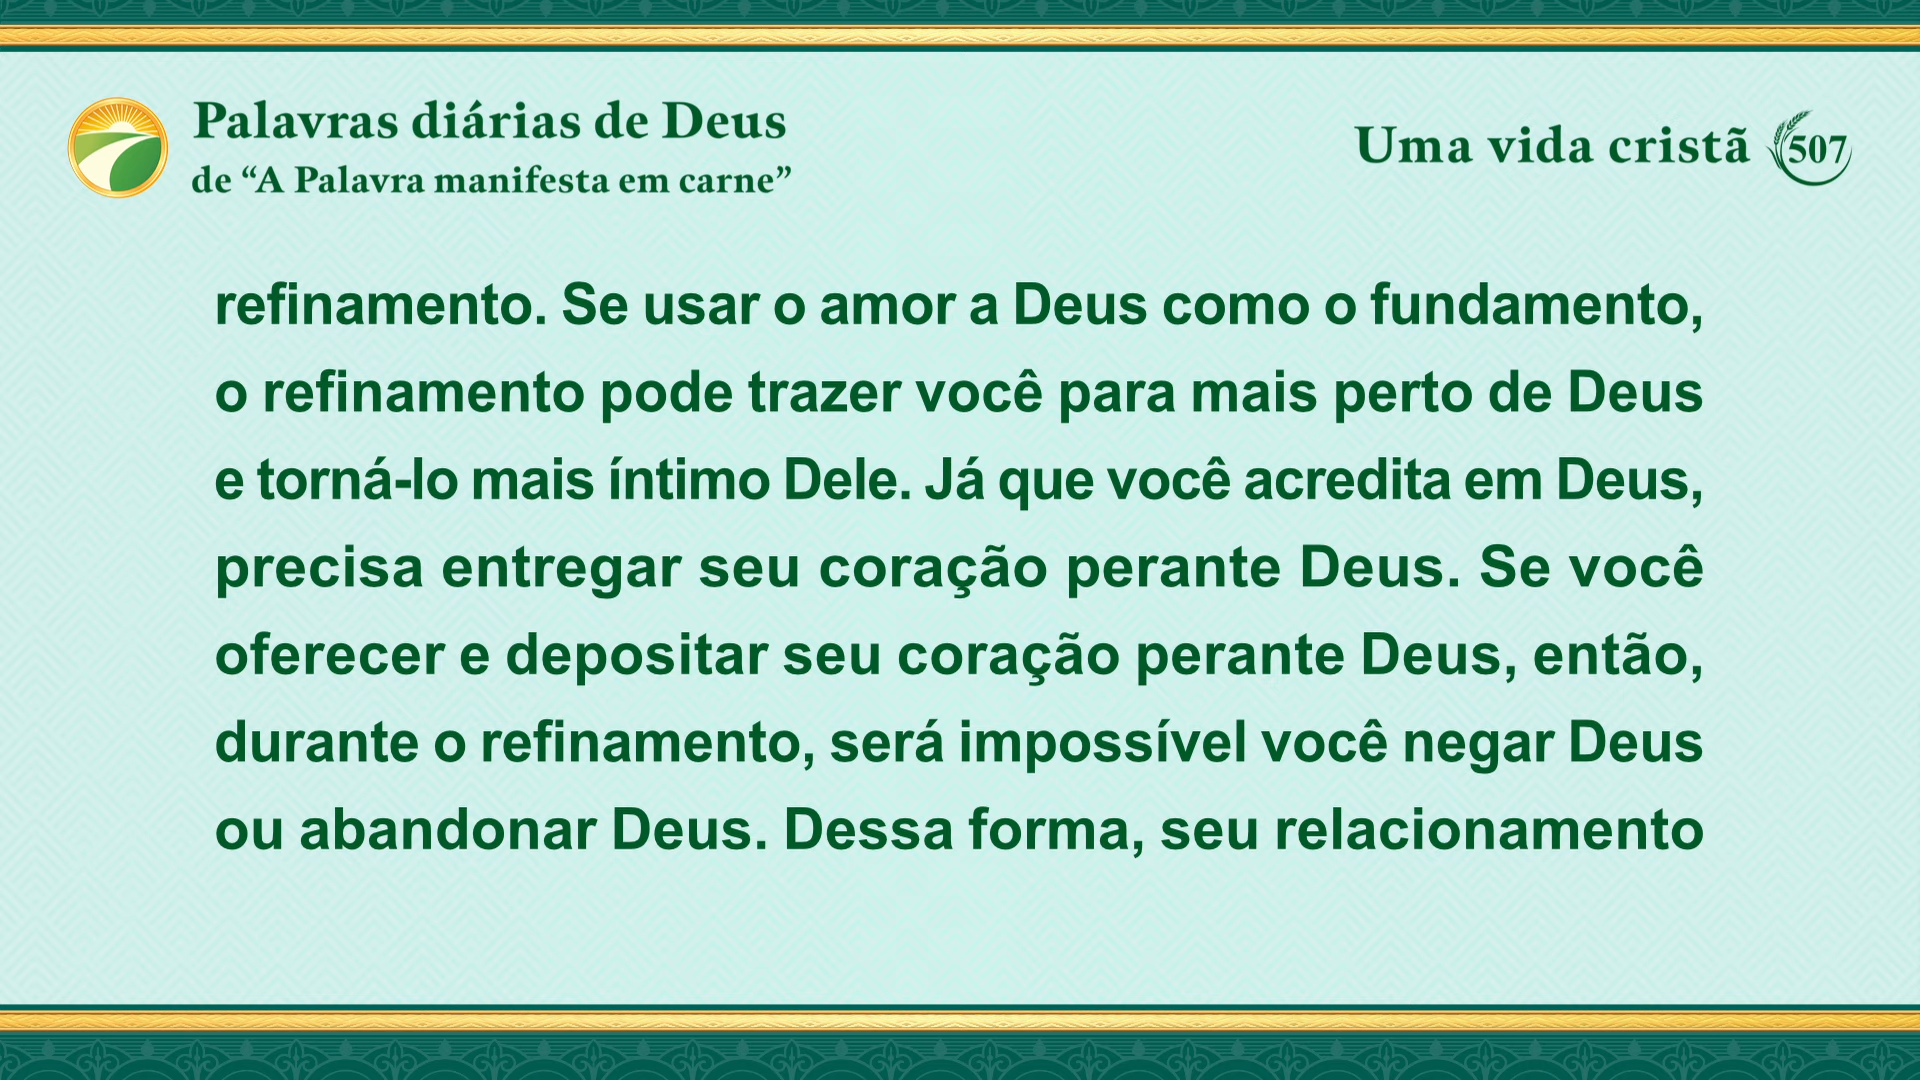 Palavras diárias de Deus
de “A Palavra manifesta em carne”
Uma vida cristã 507
refinamento. Se usar o amor a Deus como o fundamento,
o refinamento pode trazer você para mais perto de Deus
e torná-lo mais íntimo Dele. Já que você acredita em Deus,
precisa entregar seu coração perante Deus. Se você
oferecer e depositar seu coração perante Deus, então,
durante o refinamento, será impossível você negar Deus
ou abandonar Deus. Dessa forma, seu relacionamento